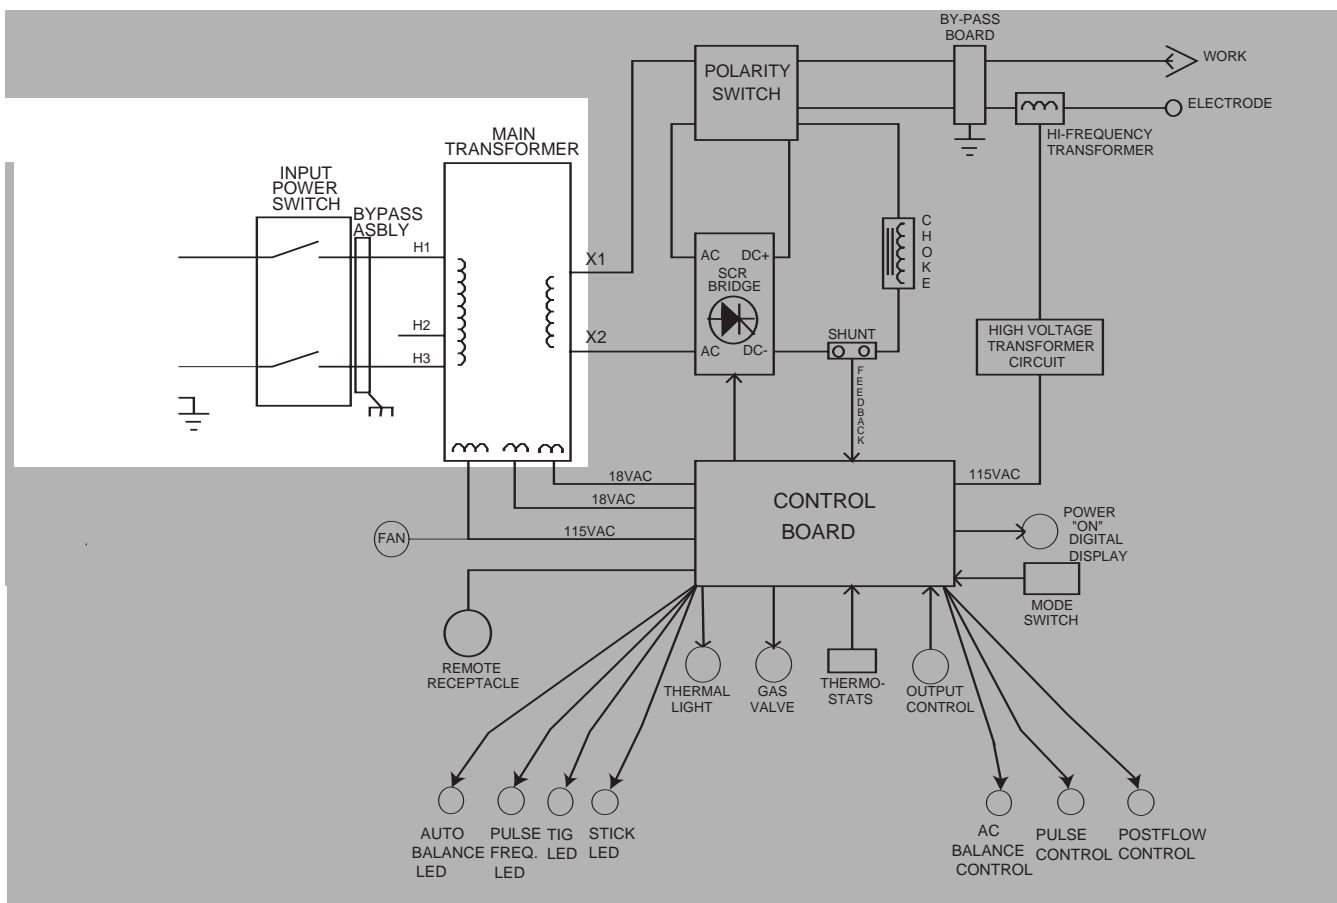 BY-PASS
BOARD
WORK
POLARITY
SWITCH
ELECTRODE
HI-FREQUENCY
TRANSFORMER
MAIN
TRANSFORMER
INPUT
POWER
SWITCH
BYPASS
ASBLY
H1
H2
H3
X1
X2
AC DC+
SCR
BRIDGE
AC DC-
CHOKE
SHUNT
FEEDBACK
HIGH VOLTAGE
TRANSFORMER
CIRCUIT
18VAC
18VAC
115VAC
FAN
CONTROL
BOARD
115VAC
POWER
"ON"
DIGITAL
DISPLAY
MODE
SWITCH
REMOTE
RECEPTACLE
THERMAL
LIGHT
GAS
VALVE
THERMO-
STATS
OUTPUT
CONTROL
AUTO
BALANCE
LED
PULSE
FREQ.
LED
TIG
LED
STICK
LED
AC
BALANCE
CONTROL
PULSE
CONTROL
POSTFLOW
CONTROL